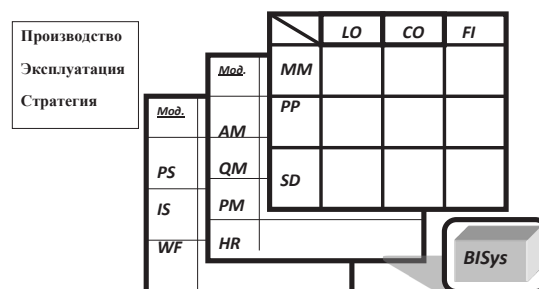 Производство
Эксплуатация
Стратегия
LO CO FI
MM
PP
SD
Мод.
AM
QM
PM
HR
Мод.
PS
IS
WF
BISys